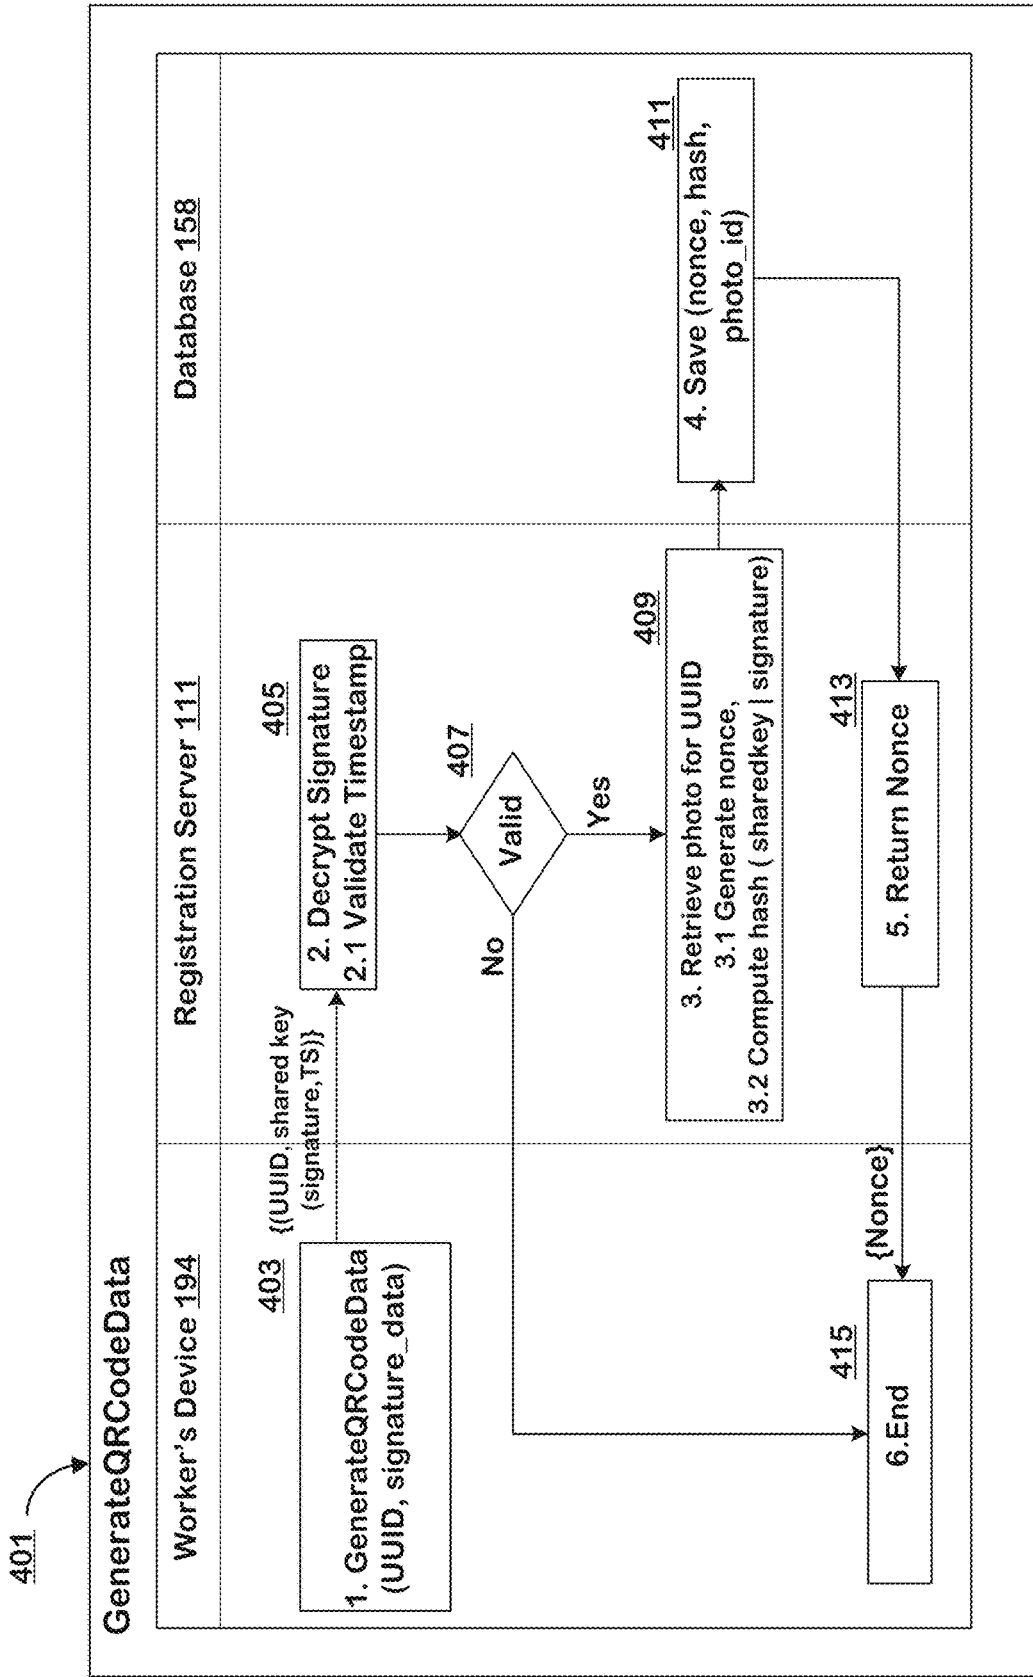 401
GenerateQRCodeData
Worker's Device 194
Registration Server 111
Database 158
403
1. GenerateQRCodeData
(UUID, signature_data)
{(UUID, shared key
(signature,TS)}
405
2. Decrypt Signature
2.1 Validate Timestamp
407
Valid
No
Yes
409
3. Retrieve photo for UUID
3.1 Generate nonce,
3.2 Compute hash ( sharedkey | signature)
411
4. Save (nonce, hash,
photo_id)
413
5. Return Nonce
{Nonce}
415
6.End